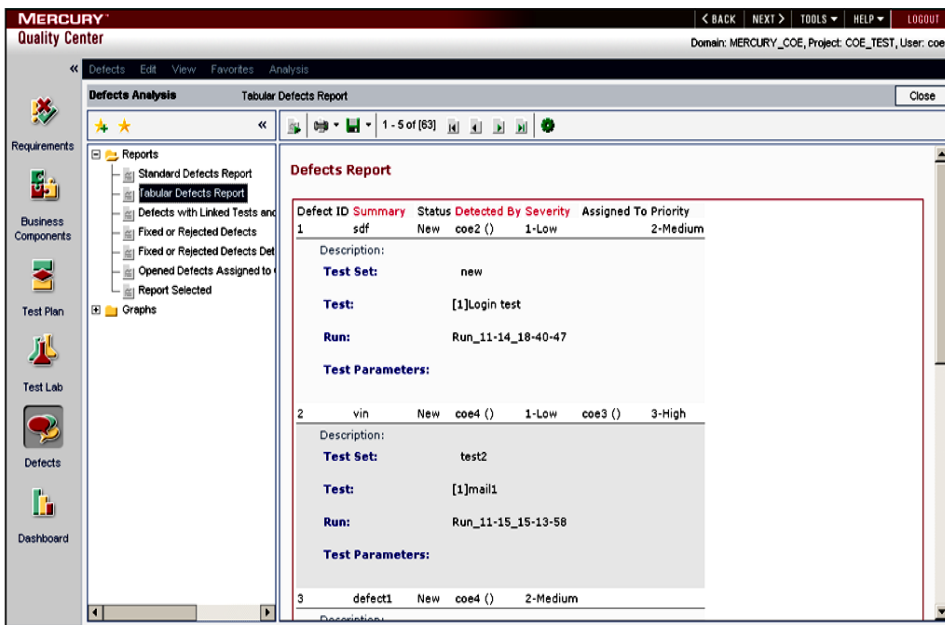 MERCURY™
Quality Center
< BACK NEXT > TOOLS HELP LOGOUT
Domain: MERCURY_COE, Project: COE_TEST, User: coe
« Defects Edit View Favorites Analysis
Defects Analysis Tabular Defects Report Close
« 1 - 5 of [63]
Requirements
Business Components
Test Plan
Test Lab
Defects
Dashboard
Reports
Standard Defects Report
Tabular Defects Report
Defects with Linked Tests and
Fixed or Rejected Defects
Fixed or Rejected Defects Det
Opened Defects Assigned to
Report Selected
Graphs
Defects Report
Defect ID Summary Status Detected By Severity Assigned To Priority
1 sdf New coe2 () 1-Low 2-Medium
Description:
Test Set: new
Test: [1]Login test
Run: Run_11-14_18-40-47
Test Parameters:
2 vin New coe4 () 1-Low coe3 () 3-High
Description:
Test Set: test2
Test: [1]mail1
Run: Run_11-15_15-13-58
Test Parameters:
3 defect1 New coe4 () 2-Medium
Description: